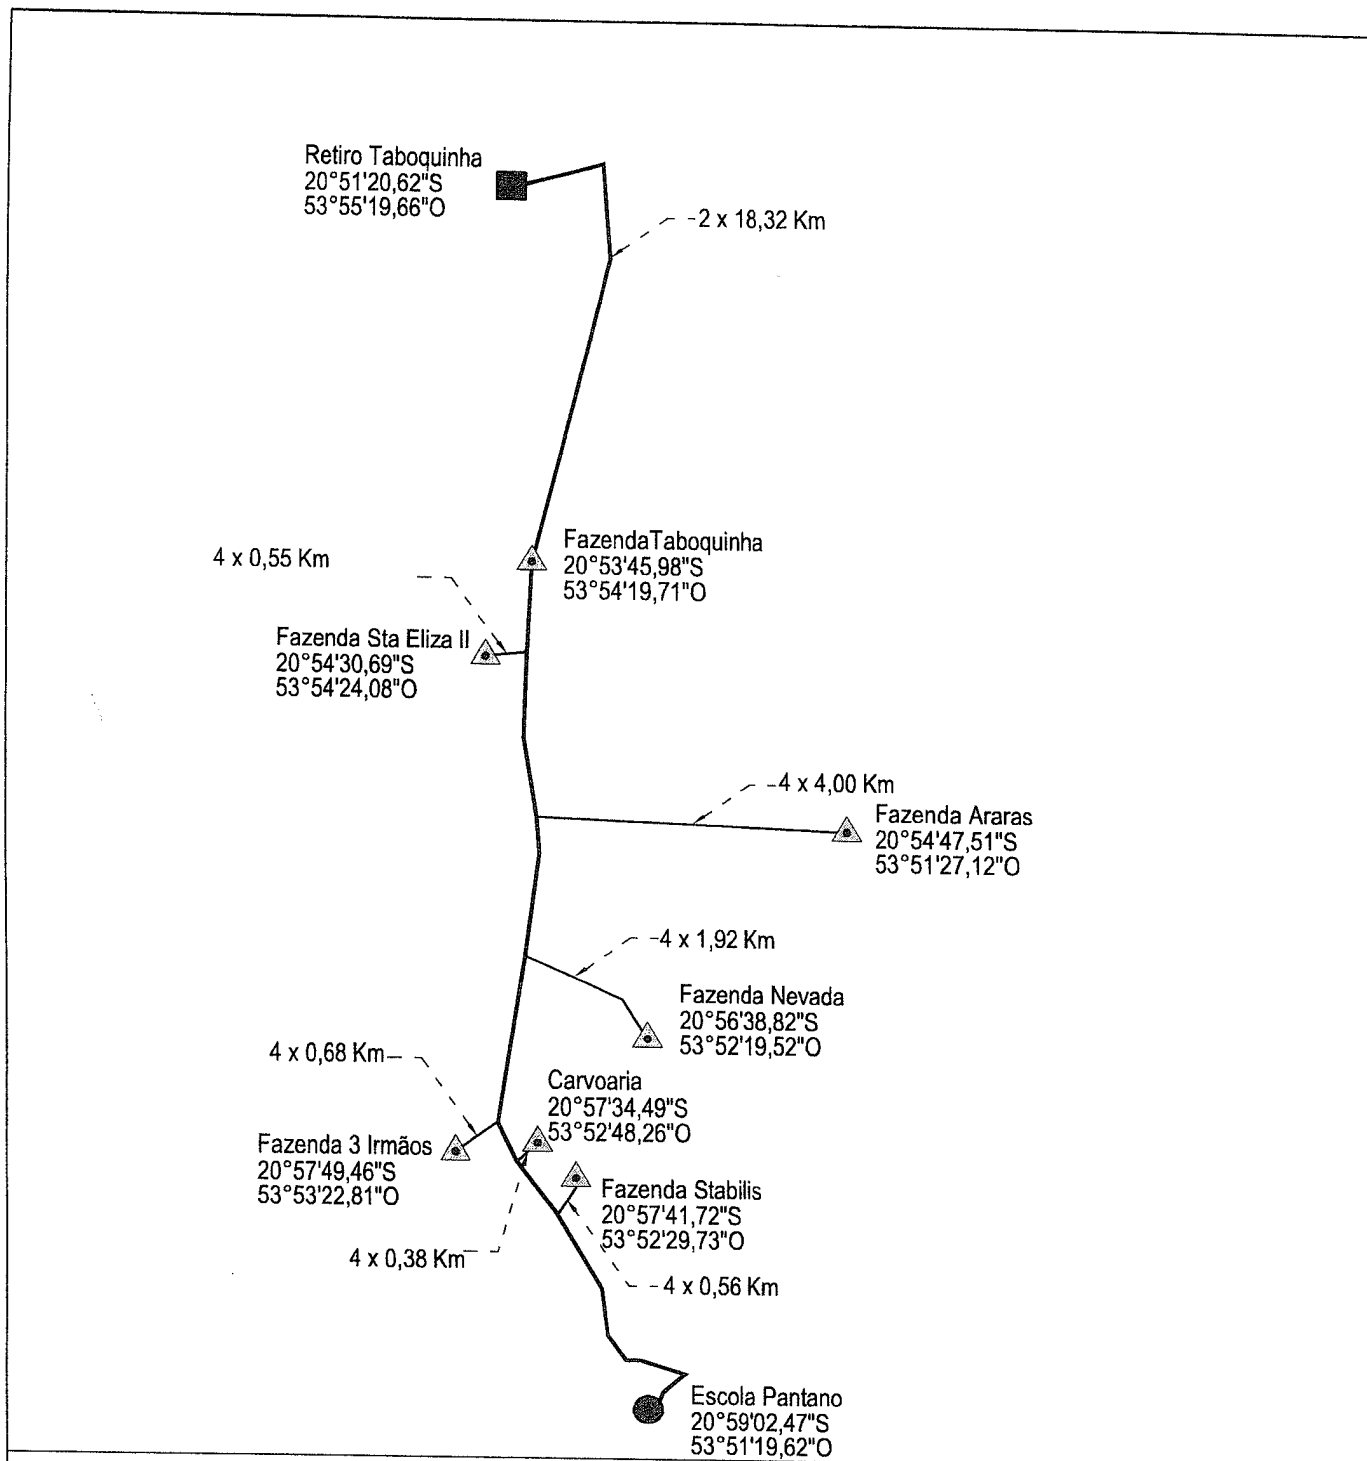 Retiro Taboquinha
20°51'20,62"S
53°55'19,66"O
2 x 18,32 Km
FazendaTaboquinha
20°53'45,98"S
53°54'19,71"O
4 x 0,55 Km
Fazenda Sta Eliza II
20°54'30,69"S
53°54'24,08"O
4 x 4,00 Km
Fazenda Araras
20°54'47,51"S
53°51'27,12"O
4 x 1,92 Km
Fazenda Nevada
20°56'38,82"S
53°52'19,52"O
4 x 0,68 Km
Carvoaria
20°57'34,49"S
53°52'48,26"O
Fazenda 3 Irmãos
20°57'49,46"S
53°53'22,81"O
Fazenda Stabilis
20°57'41,72"S
53°52'29,73"O
4 x 0,38 Km
4 x 0,56 Km
Escola Pantano
20°59'02,47"S
53°51'19,62"O